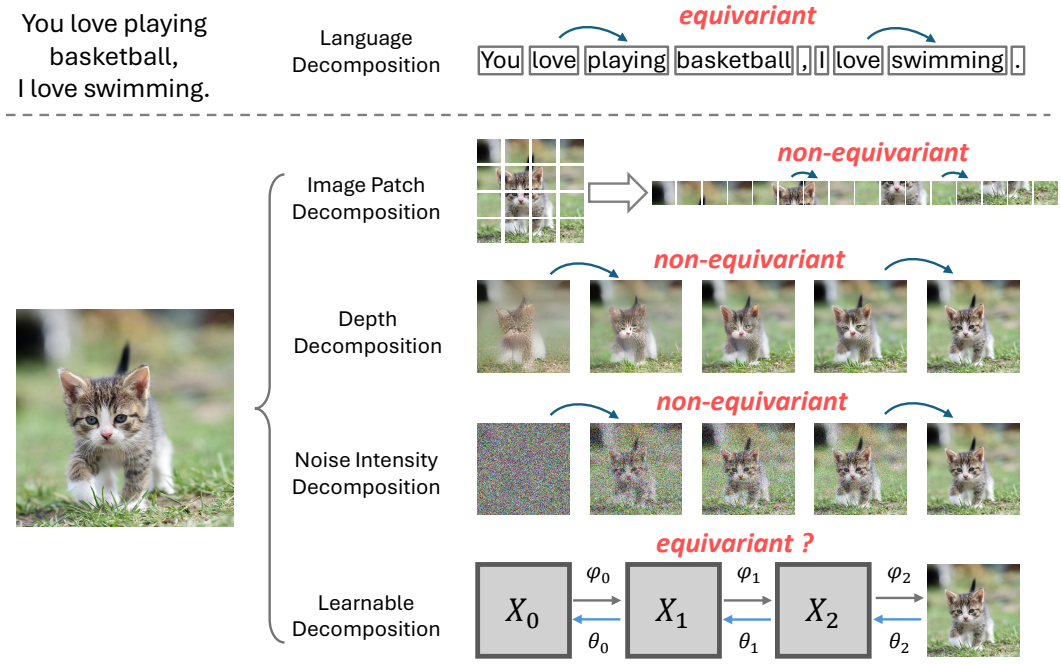 You love playing
basketball,
I love swimming.
Language
Decomposition
equivariant
You love playing basketball , I love swimming .
Image Patch
Decomposition
non-equivariant
Depth
Decomposition
non-equivariant
Noise Intensity
Decomposition
non-equivariant
Learnable
Decomposition
equivariant ?
X₀ φ₀ θ₀ X₁ φ₁ θ₁ X₂ φ₂ θ₂